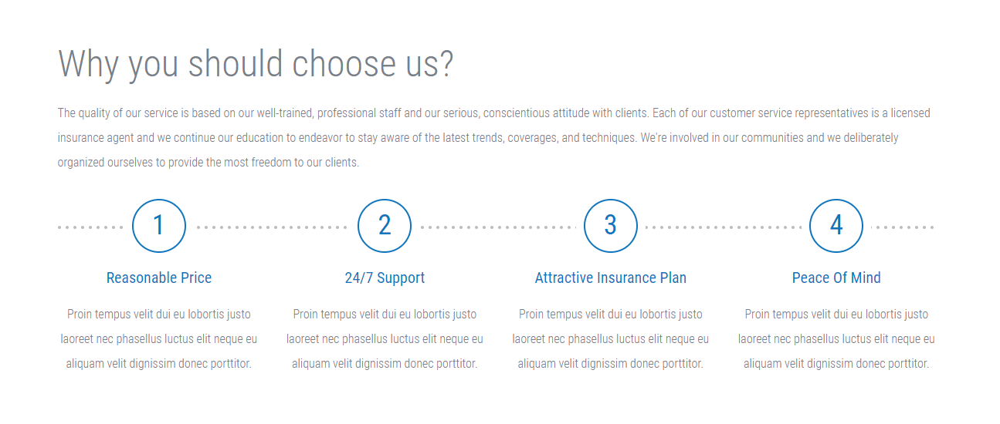 Why you should choose us?
The quality of our service is based on our well-trained, professional staff and our serious, conscientious attitude with clients. Each of our customer service representatives is a licensed
insurance agent and we continue our education to endeavor to stay aware of the latest trends, coverages, and techniques. We're involved in our communities and we deliberately
organized ourselves to provide the most freedom to our clients.
1
Reasonable Price
Proin tempus velit dui eu lobortis justo
laoreet nec phasellus luctus elit neque eu
aliquam velit dignissim donec porttitor.
2
24/7 Support
Proin tempus velit dui eu lobortis justo
laoreet nec phasellus luctus elit neque eu
aliquam velit dignissim donec porttitor.
3
Attractive Insurance Plan
Proin tempus velit dui eu lobortis justo
laoreet nec phasellus luctus elit neque eu
aliquam velit dignissim donec porttitor.
4
Peace Of Mind
Proin tempus velit dui eu lobortis justo
laoreet nec phasellus luctus elit neque eu
aliquam velit dignissim donec porttitor.